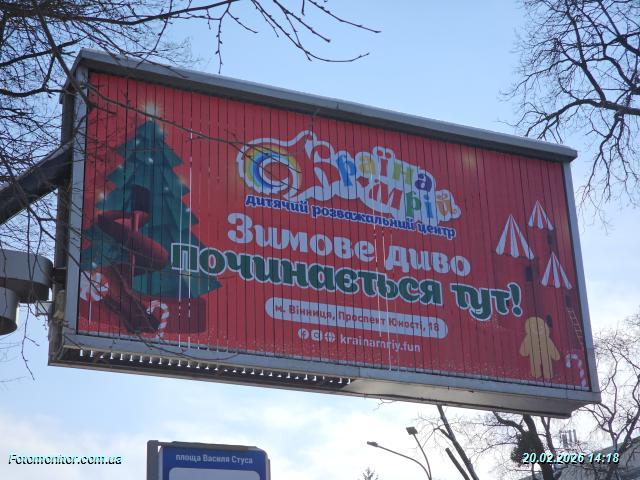 Країна
мрій
дитячий розважальний центр
Зимове диво
починається тут!
м. Вінниця, Проспект Юності, 18
krainamriy.fun
площа Василя Стуса
Fotomonitor.com.ua
20.02.2026 14:18